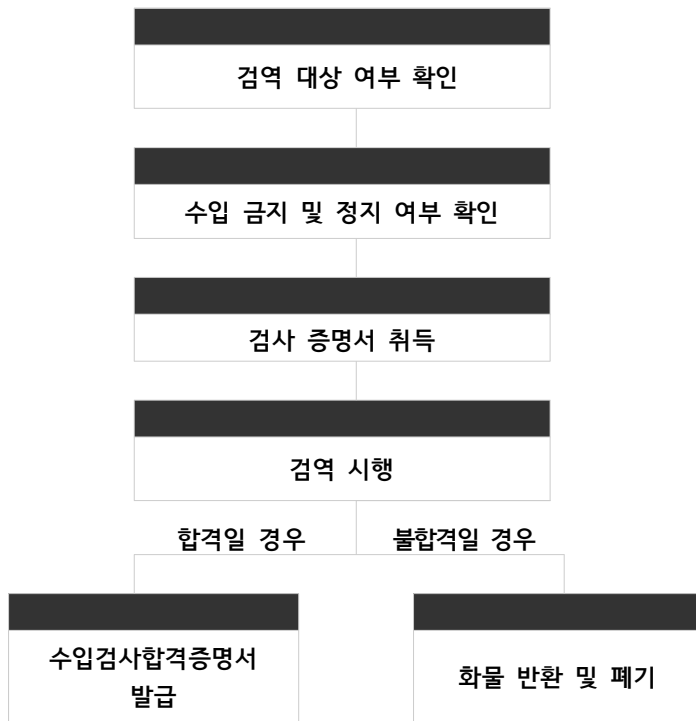 검역 대상 여부 확인
수입 금지 및 정지 여부 확인
검사 증명서 취득
검역 시행
합격일 경우
불합격일 경우
수입검사합격증명서
발급
화물 반환 및 폐기